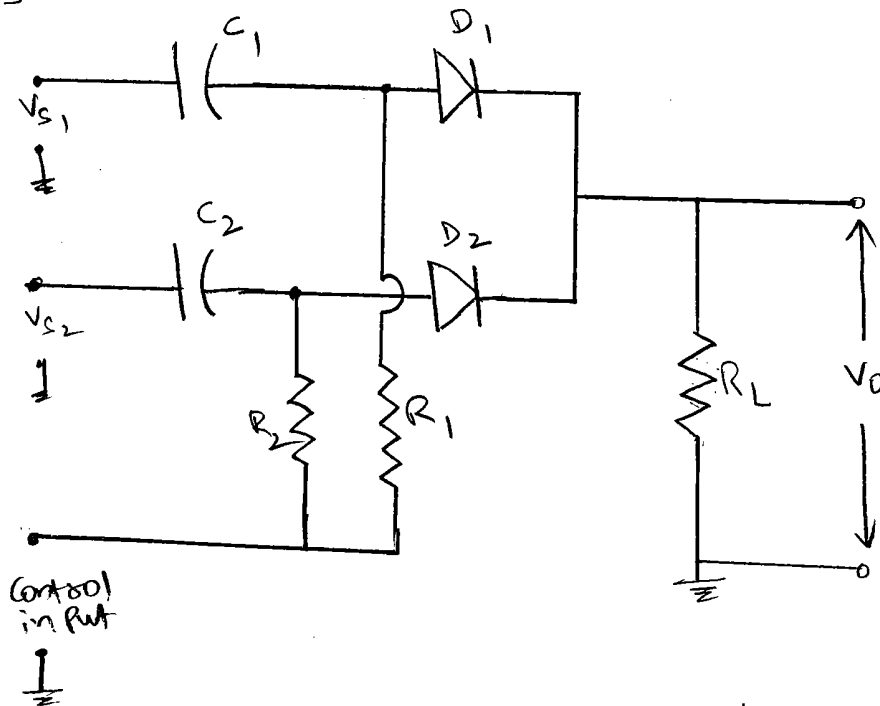 C1
D1
VS1
C2
D2
VS2
R2
R1
RL
Vo
Control
input